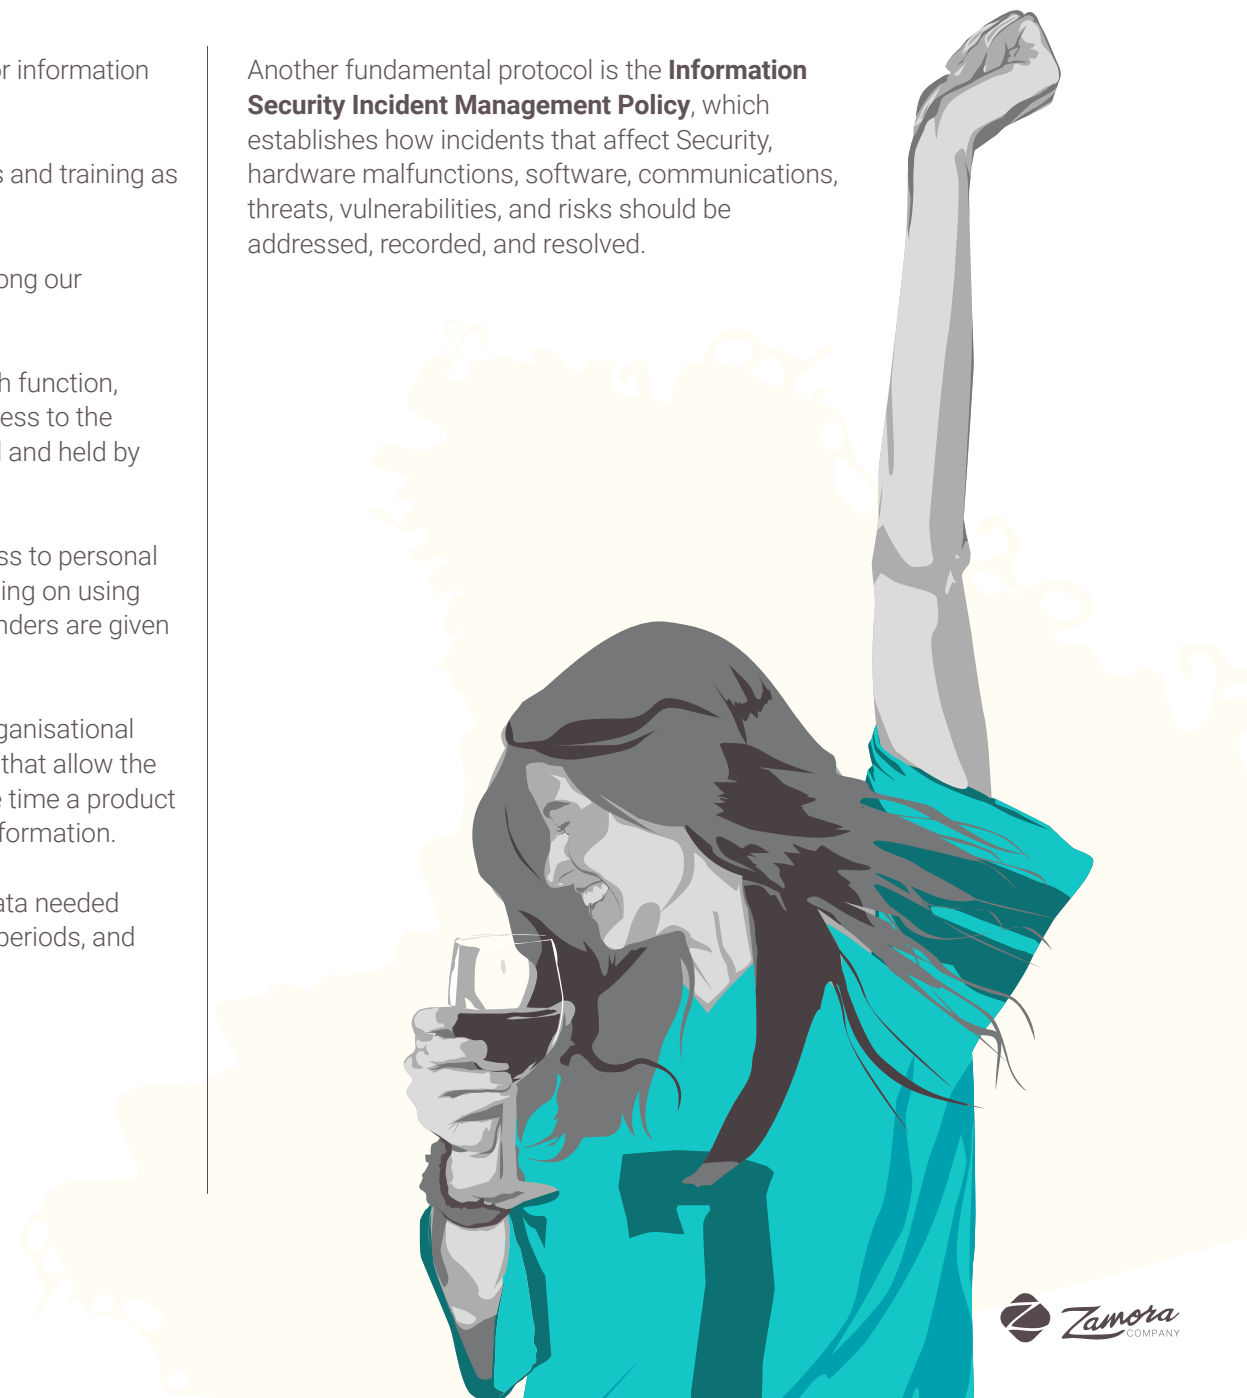 r information
s and training as
ong our
h function,
ess to the
and held by
ss to personal
ing on using
nders are given
ganisational
that allow the
e time a product
formation.
ata needed
periods, and
Another fundamental protocol is the Information
Security Incident Management Policy, which
establishes how incidents that affect Security,
hardware malfunctions, software, communications,
threats, vulnerabilities, and risks should be
addressed, recorded, and resolved.
Zamora
COMPANY